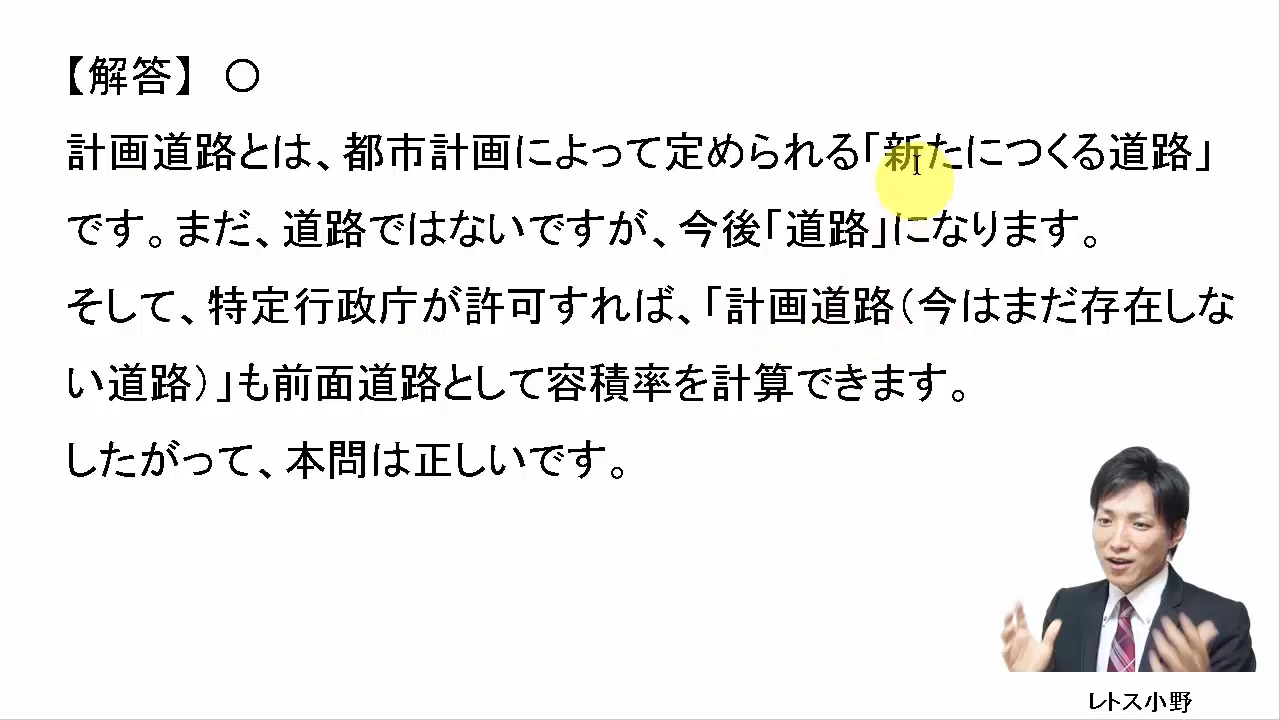 【解答】 ○
計画道路とは、都市計画によって定められる「新たにつくる道路」
です。まだ、道路ではないですが、今後「道路」になります。
そして、特定行政庁が許可すれば、「計画道路(今はまだ存在しな
い道路)」も前面道路として容積率を計算できます。
したがって、本問は正しいです。
レトス小野